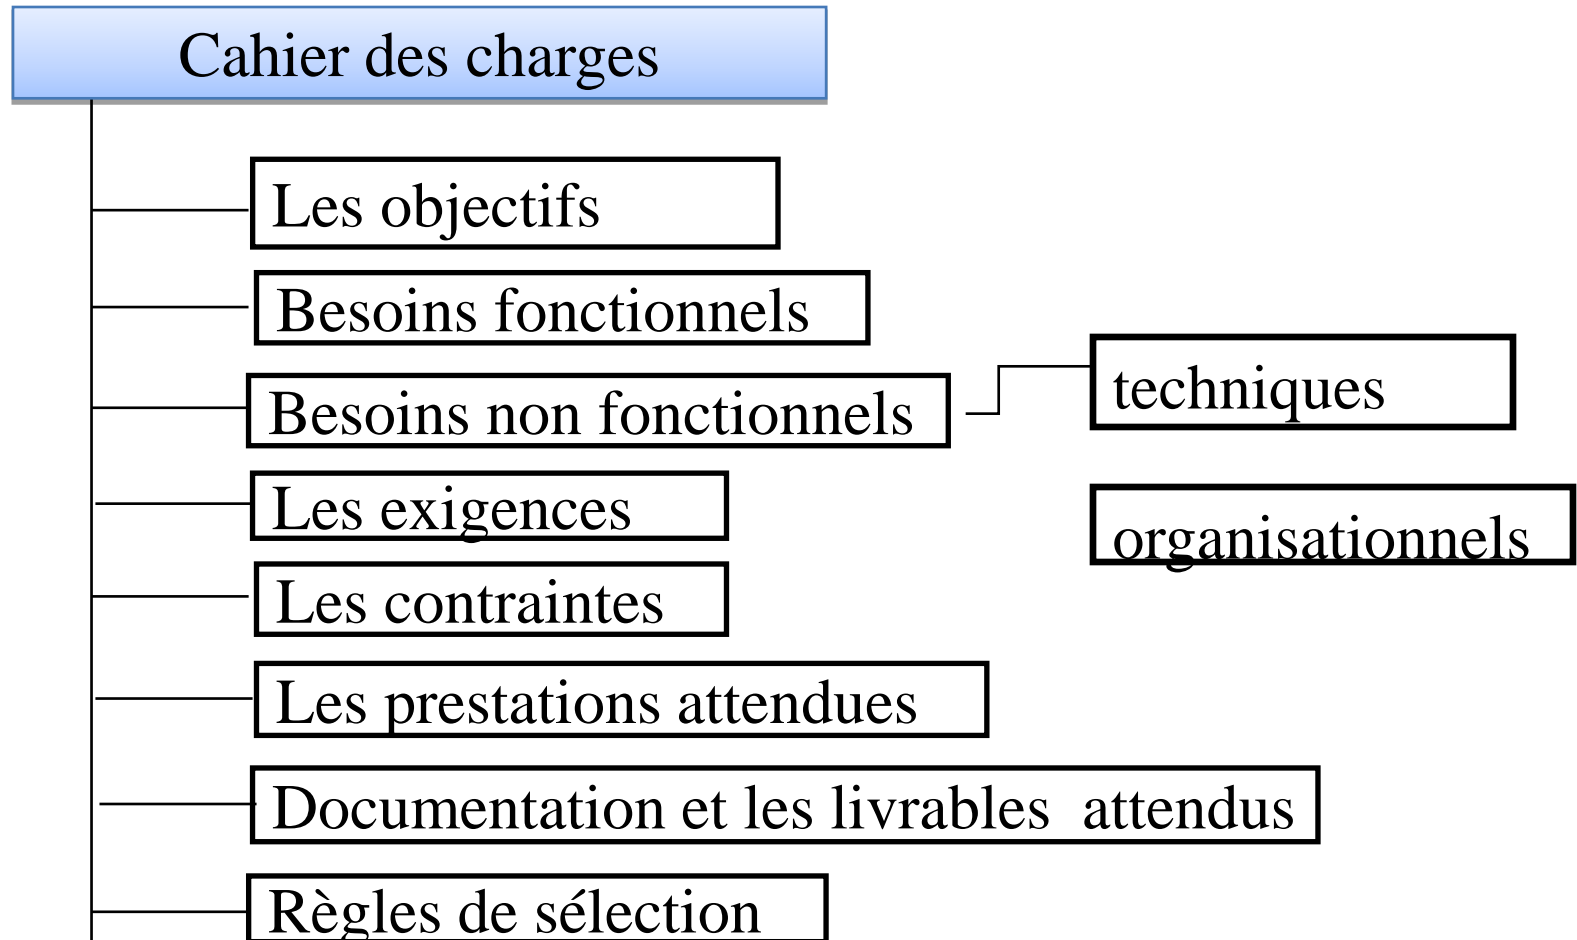 Cahier des charges
Les objectifs
Besoins fonctionnels
Besoins non fonctionnels
techniques
organisationnels
Les exigences
Les contraintes
Les prestations attendues
Documentation et les livrables attendus
Règles de sélection